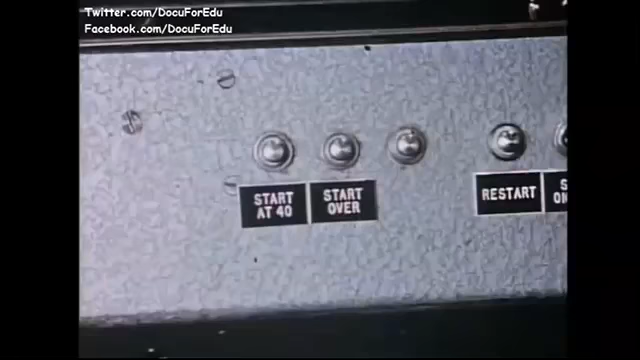 Twitter.com/DocuForEdu
Facebook.com/DocuForEdu
START
AT 40
START
OVER
RESTART